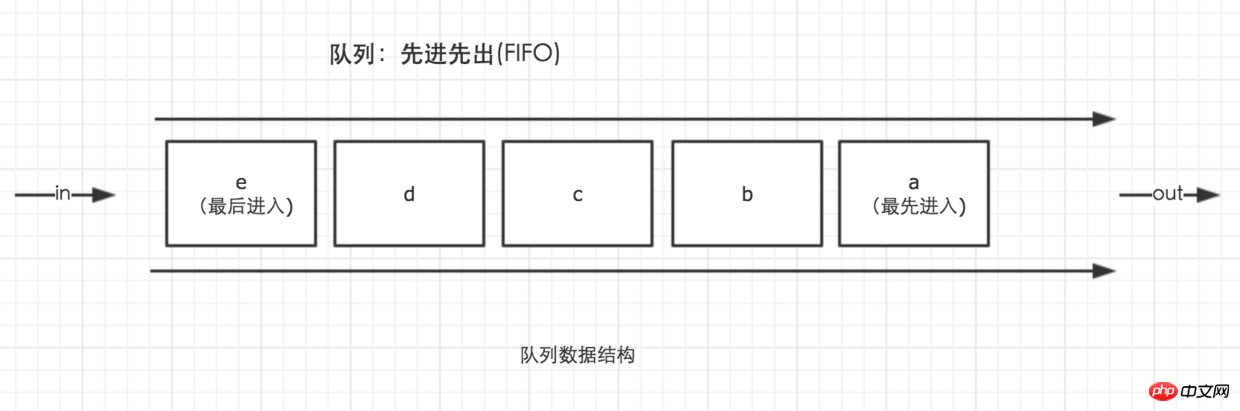 队列：先进先出(FIFO)
in
e
（最后进入)
d
c
b
a
（最先进入)
out
队列数据结构
php 中文网